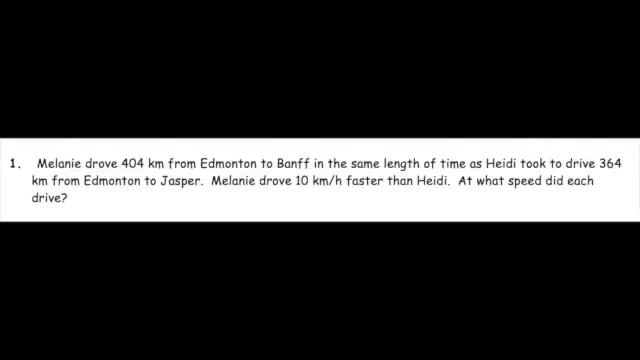 1. Melanie drove 404 km from Edmonton to Banff in the same length of time as Heidi took to drive 364
km from Edmonton to Jasper. Melanie drove 10 km/h faster than Heidi. At what speed did each
drive?